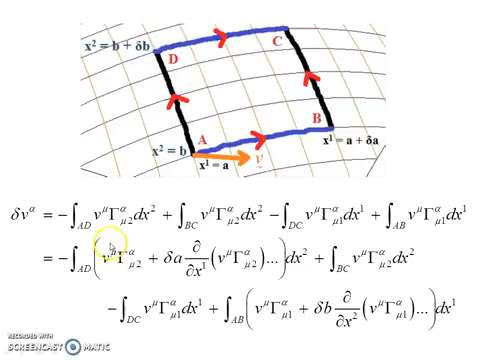 x² = b + δb
D
C
A
B
x² = b
x¹ = a
v
x¹ = a + δa
δv^α = −∫_AD v^μ Γ^α_μ2 dx² + ∫_BC v^μ Γ^α_μ2 dx² − ∫_DC v^μ Γ^α_μ1 dx¹ + ∫_AB v^μ Γ^α_μ1 dx¹
= −∫_AD (v^μ Γ^α_μ2 + δa ∂/∂x¹ (v^μ Γ^α_μ2)...) dx² + ∫_BC v^μ Γ^α_μ2 dx²
−∫_DC v^μ Γ^α_μ1 dx¹ + ∫_AB (v^μ Γ^α_μ1 + δb ∂/∂x² (v^μ Γ^α_μ1)...) dx¹
RECORDED WITH
SCREENCAST MATIC